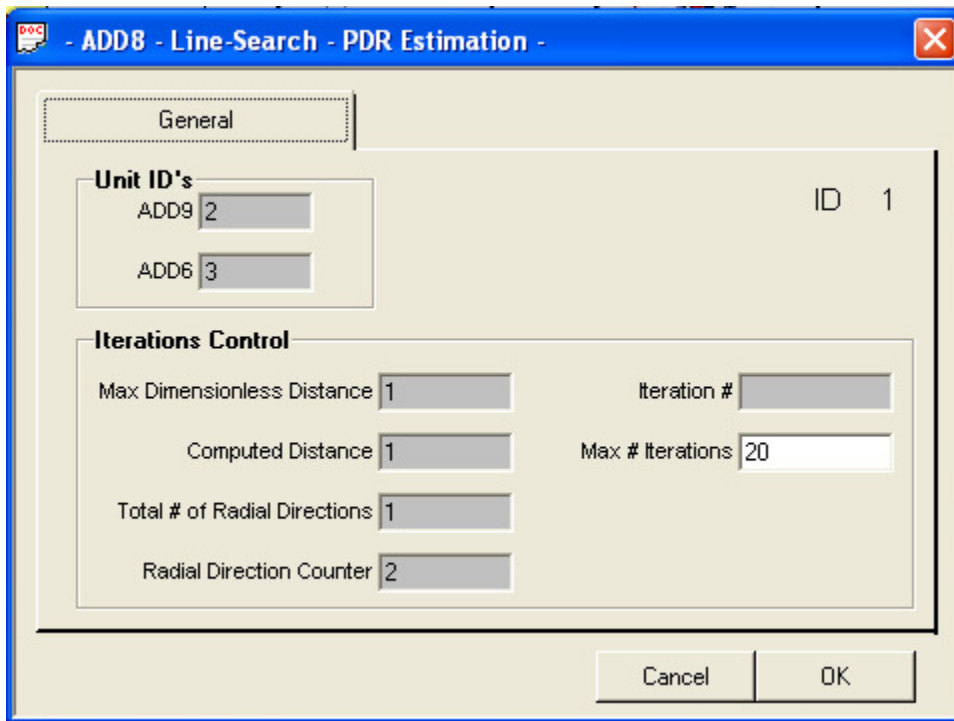 DOC
- ADD8 - Line-Search - PDR Estimation -
General
Unit ID's
ADD9 2
ADD6 3
ID 1
Iterations Control
Max Dimensionless Distance 1
Iteration #
Computed Distance 1
Max # Iterations 20
Total # of Radial Directions 1
Radial Direction Counter 2
Cancel
OK